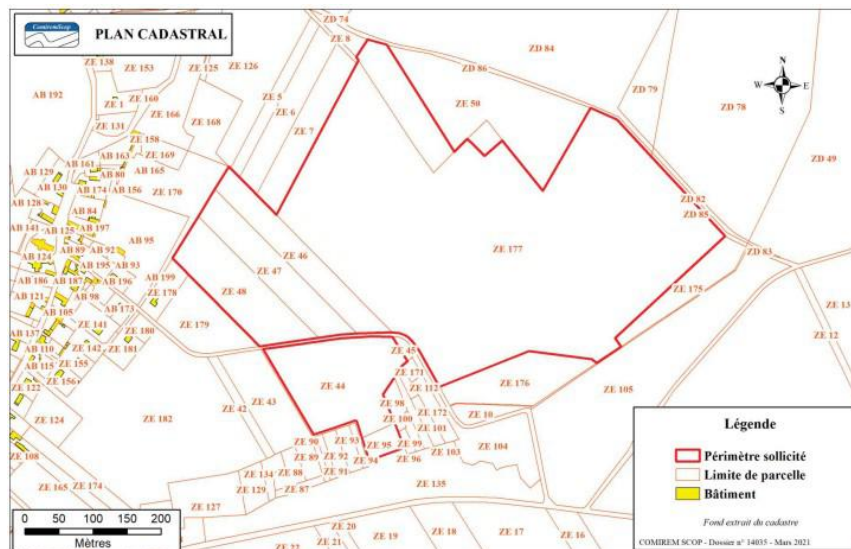 ComiremScop
PLAN CADASTRAL
ZD 74
ZE 8
ZD 84
ZD 86
ZD 79
ZD 78
ZD 49
ZE 138
ZE 153
ZE 125
ZE 126
AB 192
ZE 1
ZE 160
ZE 166
ZE 168
ZE 131
ZE 5
ZE 6
ZE 7
ZE 50
N
W
E
S
ZE 158
AB 163
ZE 169
AB 161
AB 129
AB 80
AB 165
AB 130
AB 174
AB 156
ZE 170
AB 128
AB 84
AB 141
AB 125
AB 197
AB 95
AB 124
AB 89
AB 92
AB 195
AB 93
AB 186
AB 187
AB 196
AB 199
AB 121
AB 98
ZE 178
AB 105
AB 173
ZE 141
ZE 180
ZE 179
AB 137
AB 110
ZE 142
ZE 181
AB 115
ZE 155
ZE 156
ZE 122
ZE 124
ZE 108
ZE 165
ZE 174
ZE 182
ZE 42
ZE 43
ZE 48
ZE 47
ZE 46
ZE 177
ZD 82
ZD 85
ZD 83
ZE 175
ZE 13
ZE 12
ZE 45
ZE 44
ZE 171
ZE 112
ZE 176
ZE 105
ZE 98
ZE 172
ZE 10
ZE 100
ZE 101
ZE 90
ZE 93
ZE 95
ZE 99
ZE 103
ZE 104
ZE 89
ZE 92
ZE 94
ZE 96
ZE 134
ZE 88
ZE 91
ZE 129
ZE 87
ZE 135
ZE 127
ZE 20
ZE 21
ZE 22
ZE 19
ZE 18
ZE 17
ZE 16
0 50 100 150 200
Mètres
Légende
Périmètre sollicité
Limite de parcelle
Bâtiment
Fond extrait du cadastre
COMIREM SCOP - Dossier n° 14035 - Mars 2021